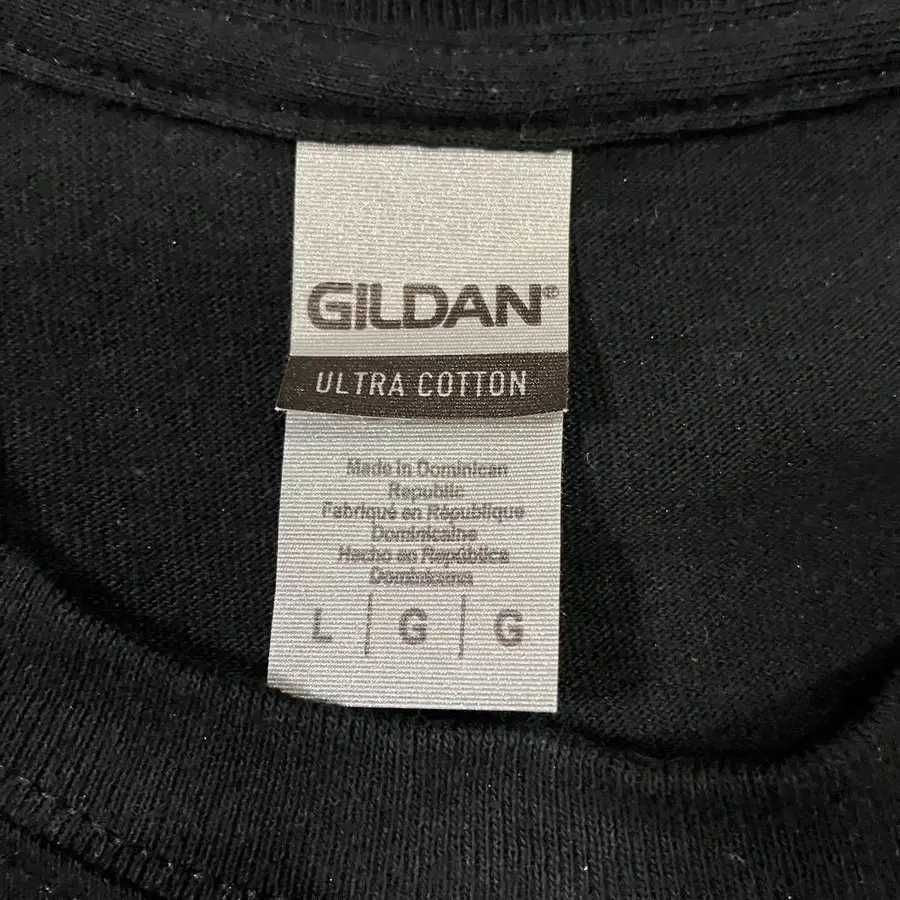 GILDAN®
ULTRA COTTON
Made in Dominican
Republic
Fabriqué en République
Dominicaine
Hecho en República
Dominicana
L | G | G